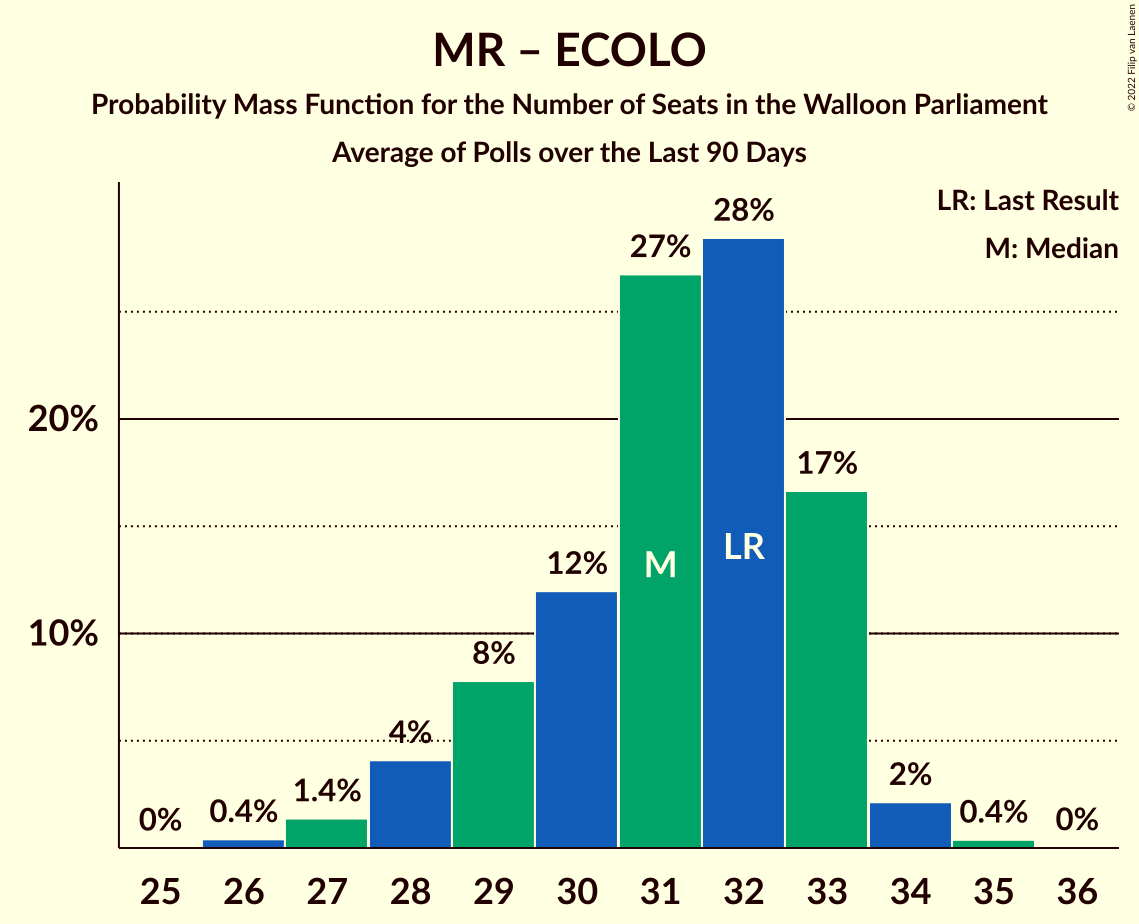 MR – ECOLO
Probability Mass Function for the Number of Seats in the Walloon Parliament
Average of Polls over the Last 90 Days
© 2022 Filip van Laenen
LR: Last Result
M: Median
28%
27%
20%
17%
12%
LR
M
10%
8%
4%
2%
1.4%
0% 0.4% 0.4% 0%
25 26 27 28 29 30 31 32 33 34 35 36